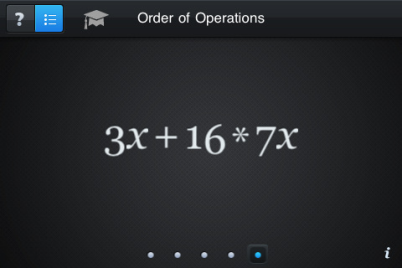 ?
Order of Operations
3x+16*7x
i